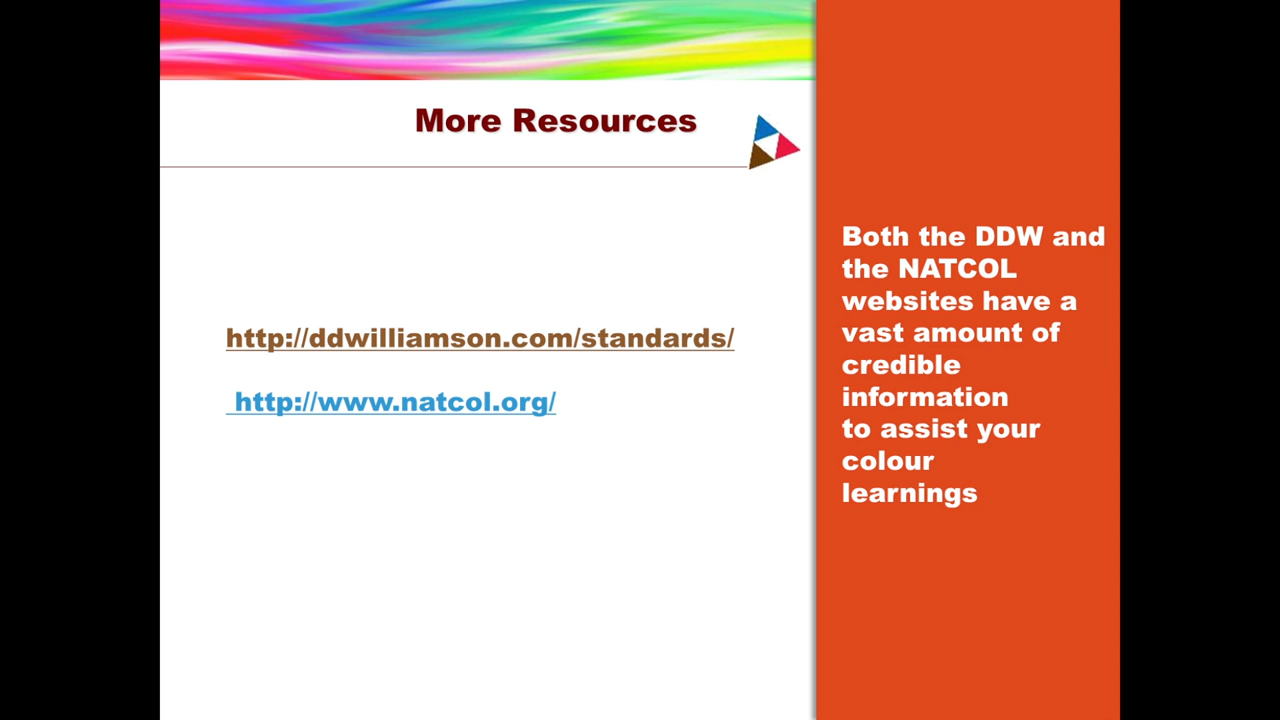 More Resources
http://ddwilliamson.com/standards/
http://www.natcol.org/
Both the DDW and
the NATCOL
websites have a
vast amount of
credible
information
to assist your
colour
learnings